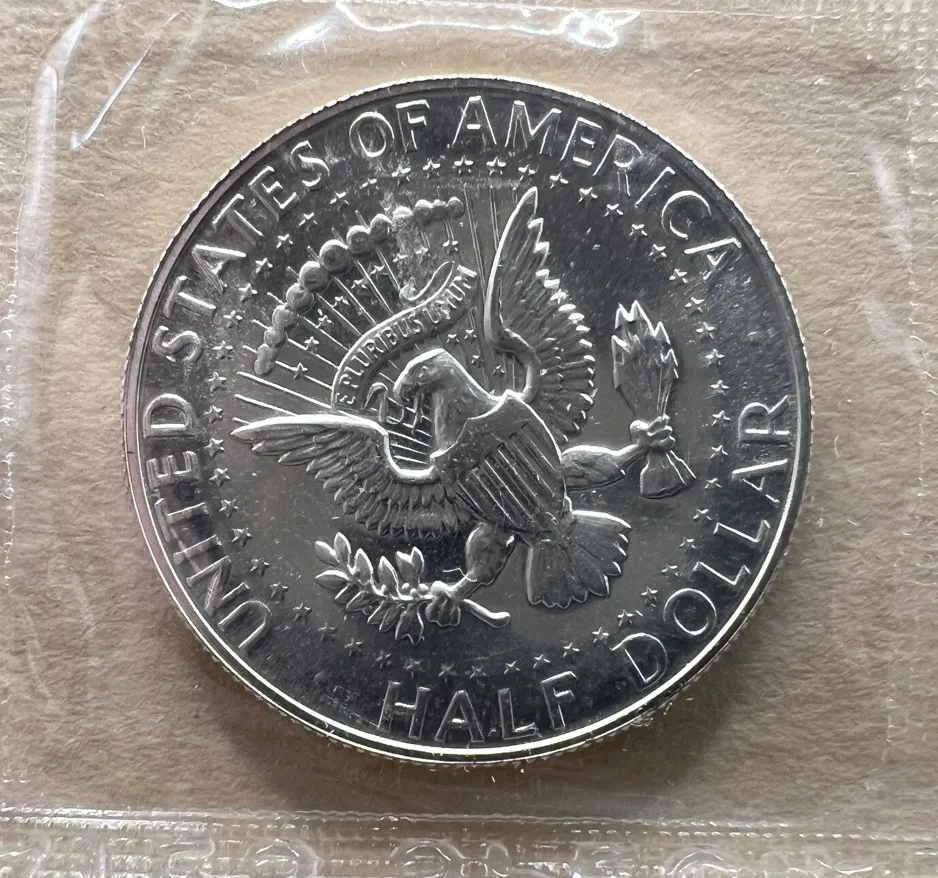 UNITED STATES OF AMERICA
E PLURIBUS UNUM
HALF DOLLAR